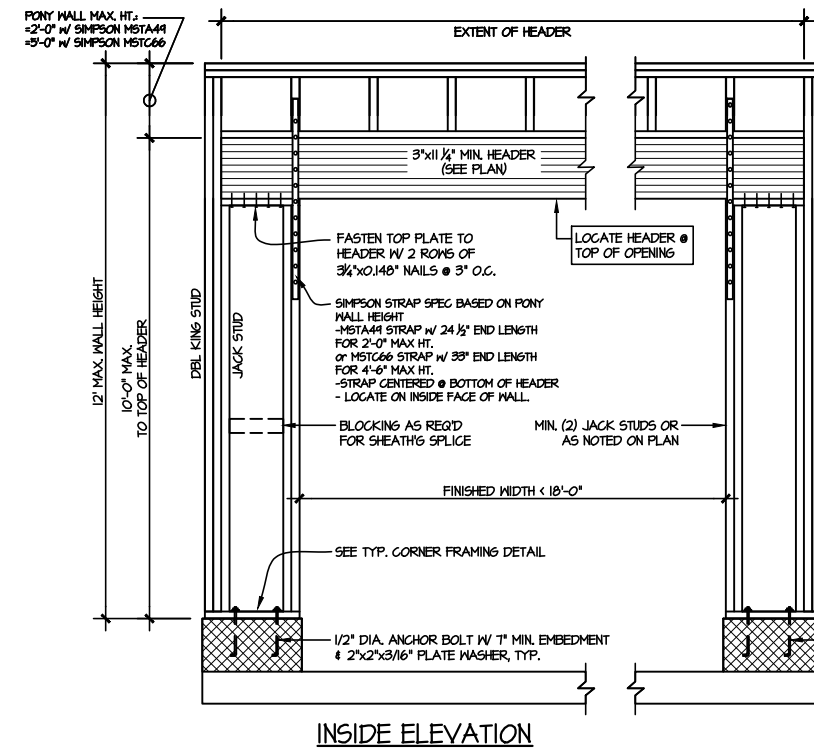 PONY WALL MAX. HT.:
=2'-0" W/ SIMPSON MSTA49
=5'-0" W/ SIMPSON MSTC66
EXTENT OF HEADER
3"x11 1/4" MIN. HEADER
(SEE PLAN)
FASTEN TOP PLATE TO
HEADER W/ 2 ROWS OF
3 1/4"x0.148" NAILS @ 3" O.C.
LOCATE HEADER @
TOP OF OPENING
SIMPSON STRAP SPEC BASED ON PONY
WALL HEIGHT
-MSTA49 STRAP W/ 24 1/2" END LENGTH
FOR 2'-0" MAX HT.
or MSTC66 STRAP W/ 33" END LENGTH
FOR 4'-6" MAX HT.
-STRAP CENTERED @ BOTTOM OF HEADER
- LOCATE ON INSIDE FACE OF WALL.
12' MAX. WALL HEIGHT
10'-0" MAX.
TO TOP OF HEADER
DBL KING STUD
JACK STUD
BLOCKING AS REQ'D
FOR SHEATH'G SPLICE
MIN. (2) JACK STUDS OR
AS NOTED ON PLAN
FINISHED WIDTH < 18'-0"
SEE TYP. CORNER FRAMING DETAIL
1/2" DIA. ANCHOR BOLT W/ 7" MIN. EMBEDMENT
& 2"x2"x3/16" PLATE WASHER, TYP.
INSIDE ELEVATION